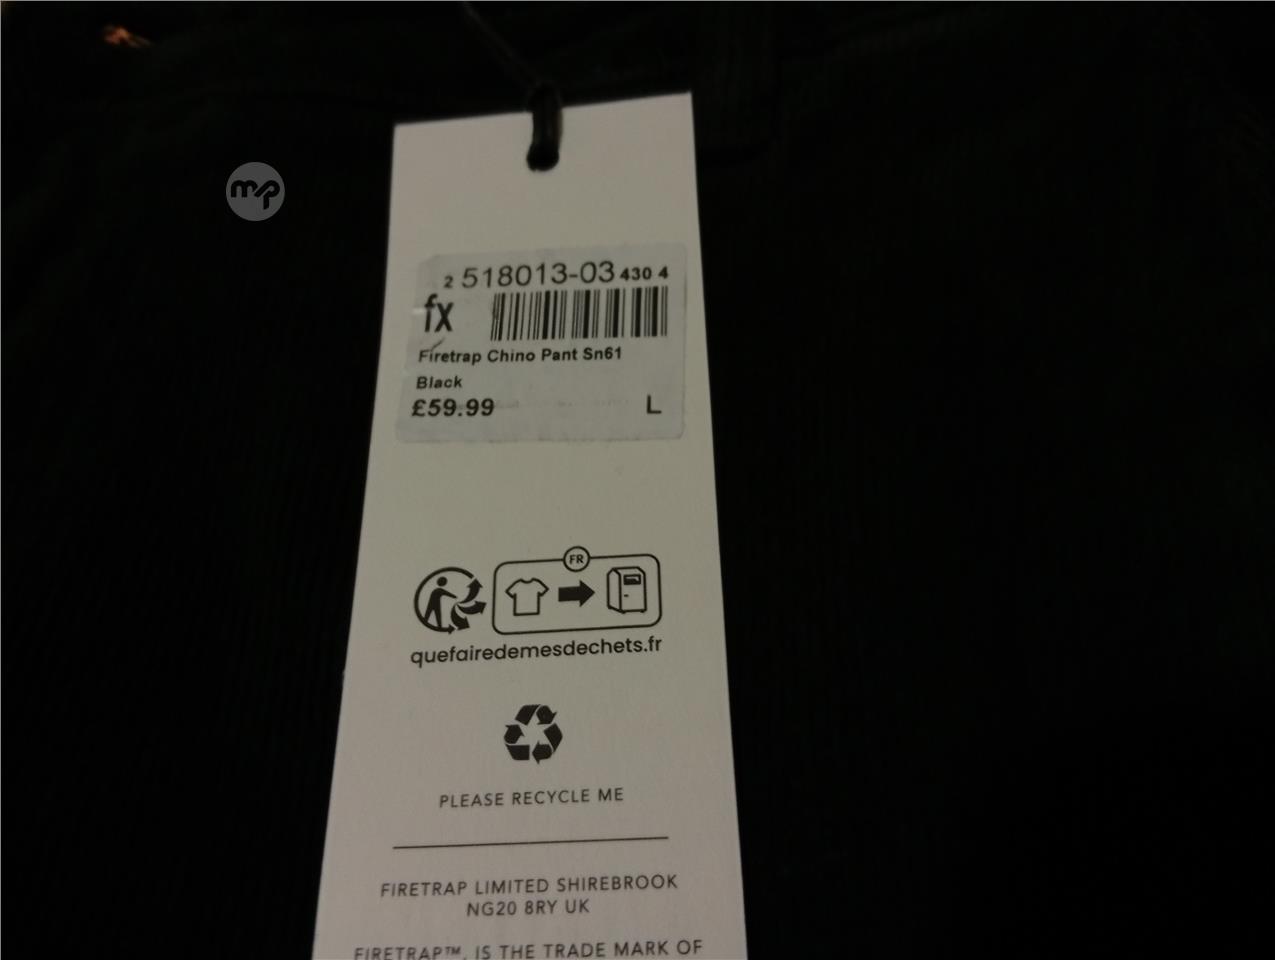 mp
2 518013-03 430 4
fx
Firetrap Chino Pant Sn61
Black
£59.99 L
FR
quefairedemesdechets.fr
PLEASE RECYCLE ME
FIRETRAP LIMITED SHIREBROOK
NG20 8RY UK
FIRETRAP™, IS THE TRADE MARK OF